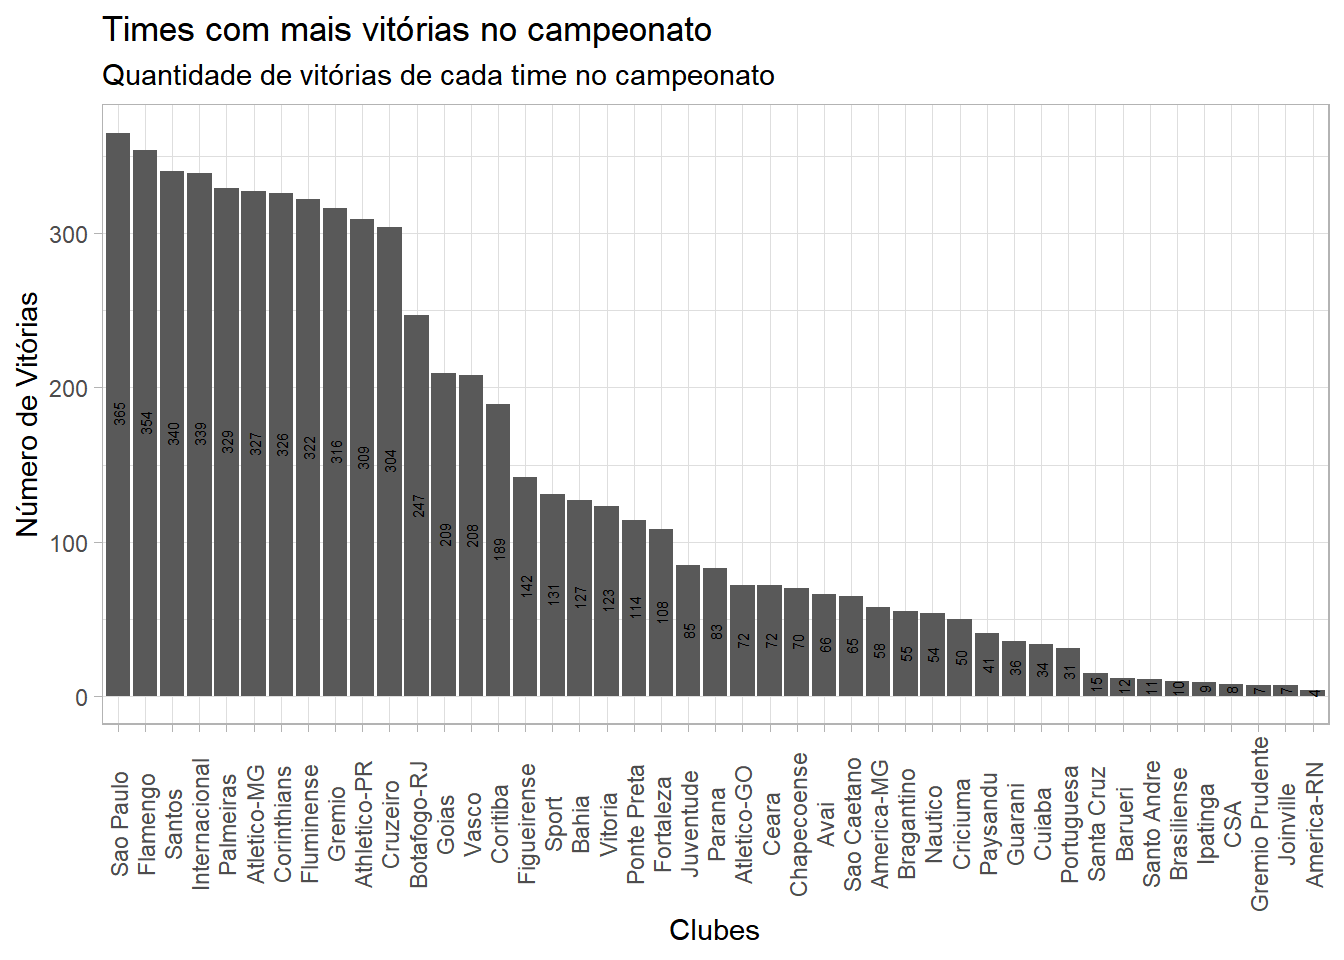 Times com mais vitórias no campeonato
Quantidade de vitórias de cada time no campeonato
Número de Vitórias
300
200
100
0
365
354
340
339
329
327
326
322
316
309
304
247
209
208
189
142
131
127
123
114
108
85
83
72
72
70
66
65
58
55
54
50
41
36
34
31
15
12
11
10
9
8
7
7
4
Sao Paulo
Flamengo
Santos
Internacional
Palmeiras
Atletico-MG
Corinthians
Fluminense
Gremio
Athletico-PR
Cruzeiro
Botafogo-RJ
Goias
Vasco
Coritiba
Figueirense
Sport
Bahia
Vitoria
Ponte Preta
Fortaleza
Juventude
Parana
Atletico-GO
Ceara
Chapecoense
Avai
Sao Caetano
America-MG
Bragantino
Nautico
Criciuma
Paysandu
Guarani
Cuiaba
Portuguesa
Santa Cruz
Barueri
Santo Andre
Brasiliense
Ipatinga
CSA
Gremio Prudente
Joinville
America-RN
Clubes